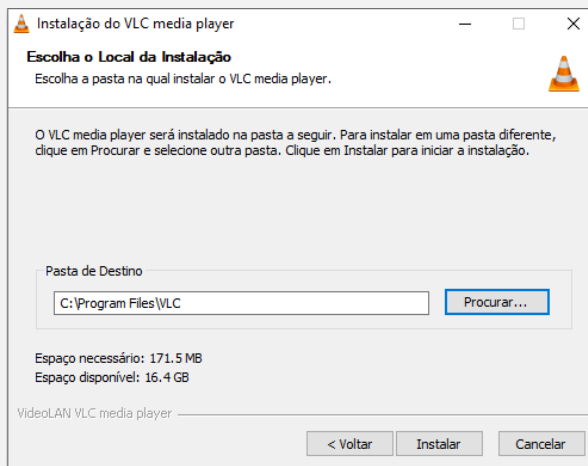 Instalação do VLC media player
Escolha o Local da Instalação
Escolha a pasta na qual instalar o VLC media player.
O VLC media player será instalado na pasta a seguir. Para instalar em uma pasta diferente,
clique em Procurar e selecione outra pasta. Clique em Instalar para iniciar a instalação.
Pasta de Destino
C:\Program Files\VLC
Procurar...
Espaço necessário: 171.5 MB
Espaço disponível: 16.4 GB
VideoLAN VLC media player
< Voltar
Instalar
Cancelar